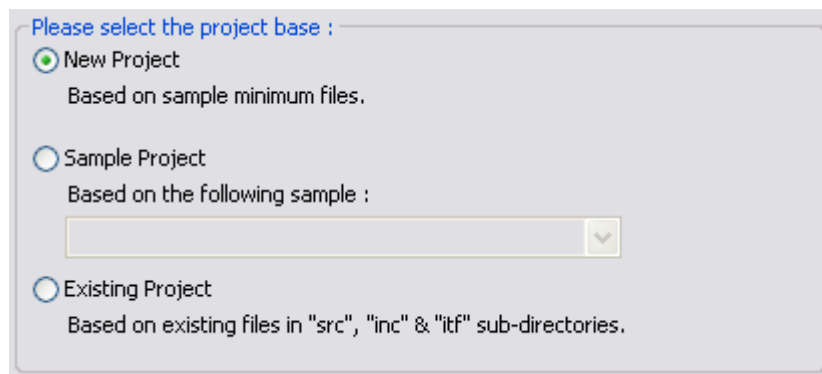 Please select the project base :
New Project
Based on sample minimum files.
Sample Project
Based on the following sample :
Existing Project
Based on existing files in "src", "inc" & "itf" sub-directories.